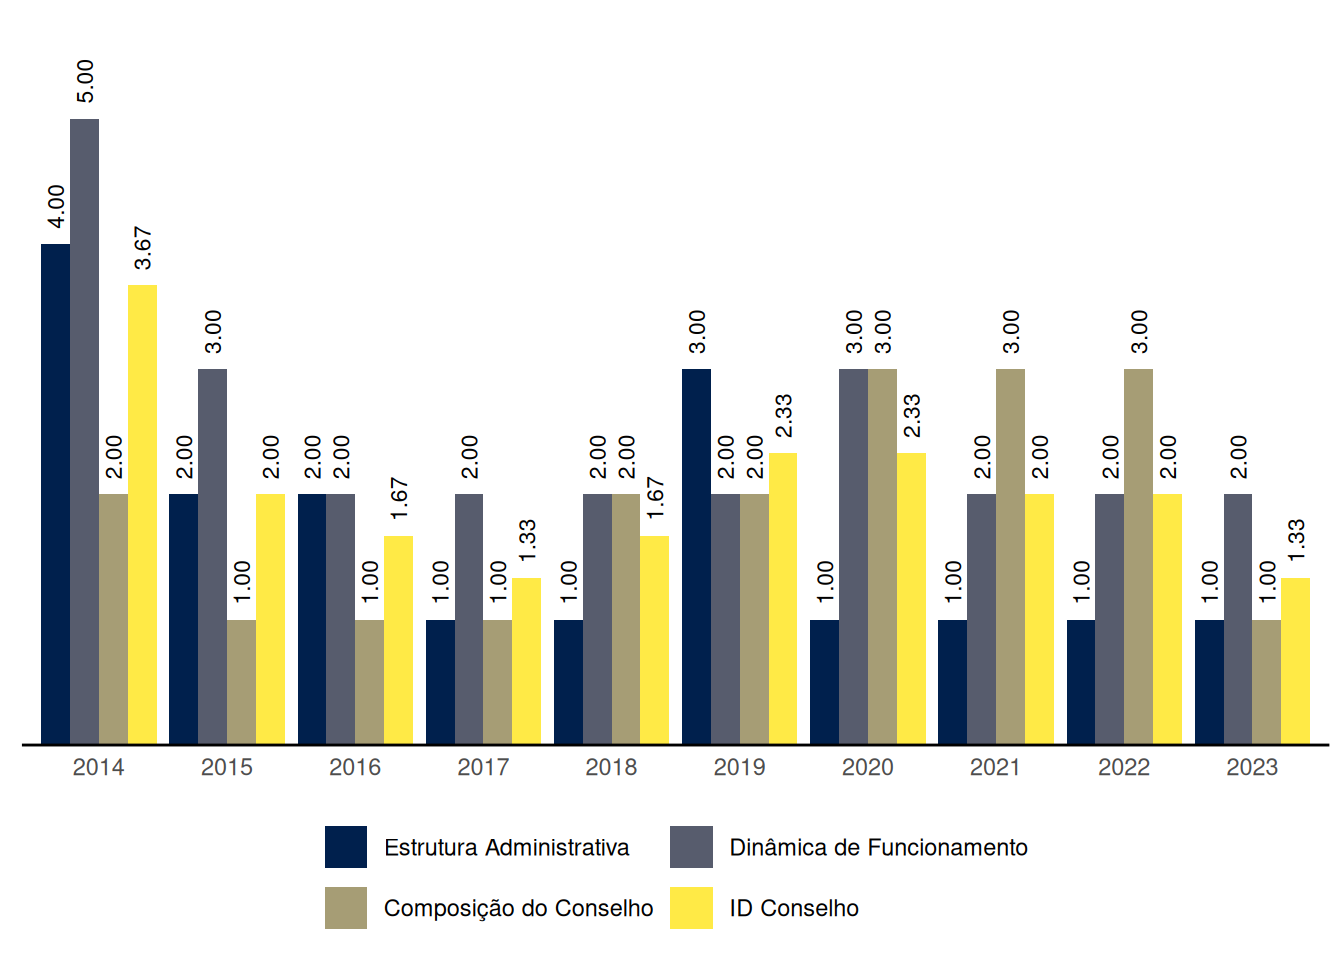 4.00 5.00 2.00 3.67
2.00 3.00 1.00 2.00
2.00 2.00 1.00 1.67
1.00 2.00 1.00 1.33
1.00 2.00 2.00 1.67
3.00 2.00 2.00 2.33
1.00 3.00 3.00 2.33
1.00 2.00 3.00 2.00
1.00 2.00 3.00 2.00
1.00 2.00 1.00 1.33
2014 2015 2016 2017 2018 2019 2020 2021 2022 2023
Estrutura Administrativa Dinâmica de Funcionamento
Composição do Conselho ID Conselho